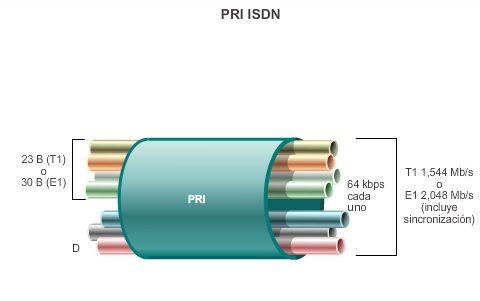 PRI ISDN
23 B (T1)
o
30 B (E1)
D
PRI
64 kbps
cada
uno
T1 1,544 Mb/s
o
E1 2,048 Mb/s
(incluye
sincronización)